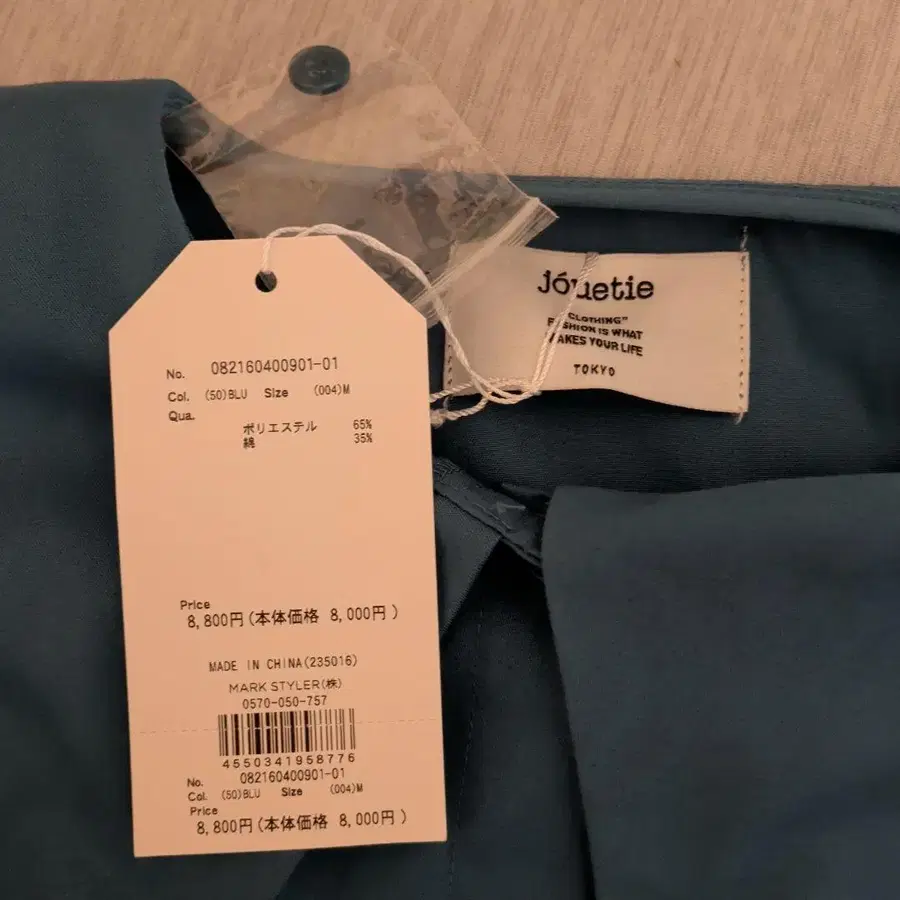 jóuetie
CLOTHING"
FASHION IS WHAT
MAKES YOUR LIFE
TOKYO
No. 082160400901-01
Col. (50)BLU Size (004)M
Qua.
ポリエステル 65%
綿 35%
Price
8,800円(本体価格 8,000円)
MADE IN CHINA(235016)
MARK STYLER(株)
0570-050-757
4550341958776
No. 082160400901-01
Col. (50)BLU Size (004)M
Price
8,800円(本体価格 8,000円)